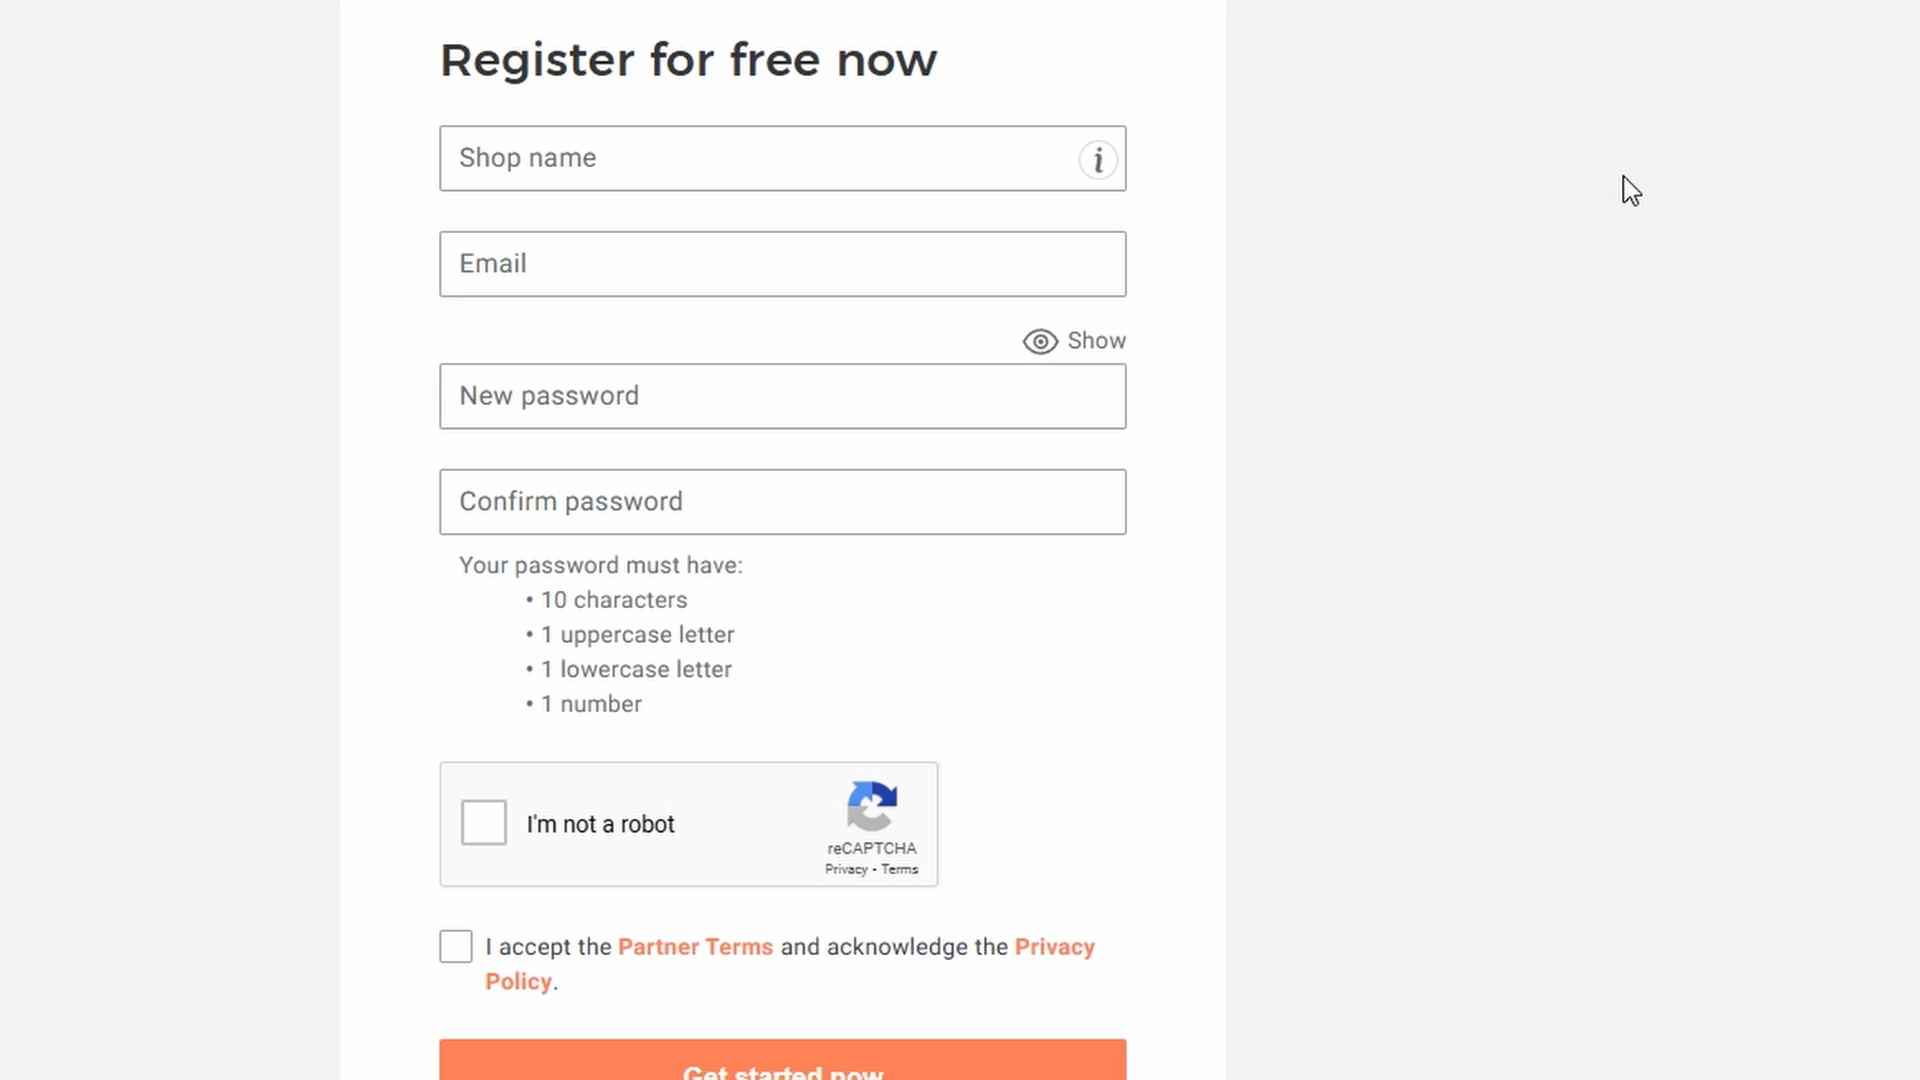 Register for free now
Shop name
i
Email
Show
New password
Confirm password
Your password must have:
• 10 characters
• 1 uppercase letter
• 1 lowercase letter
• 1 number
I'm not a robot
reCAPTCHA
Privacy - Terms
I accept the Partner Terms and acknowledge the Privacy
Policy.
Get started now